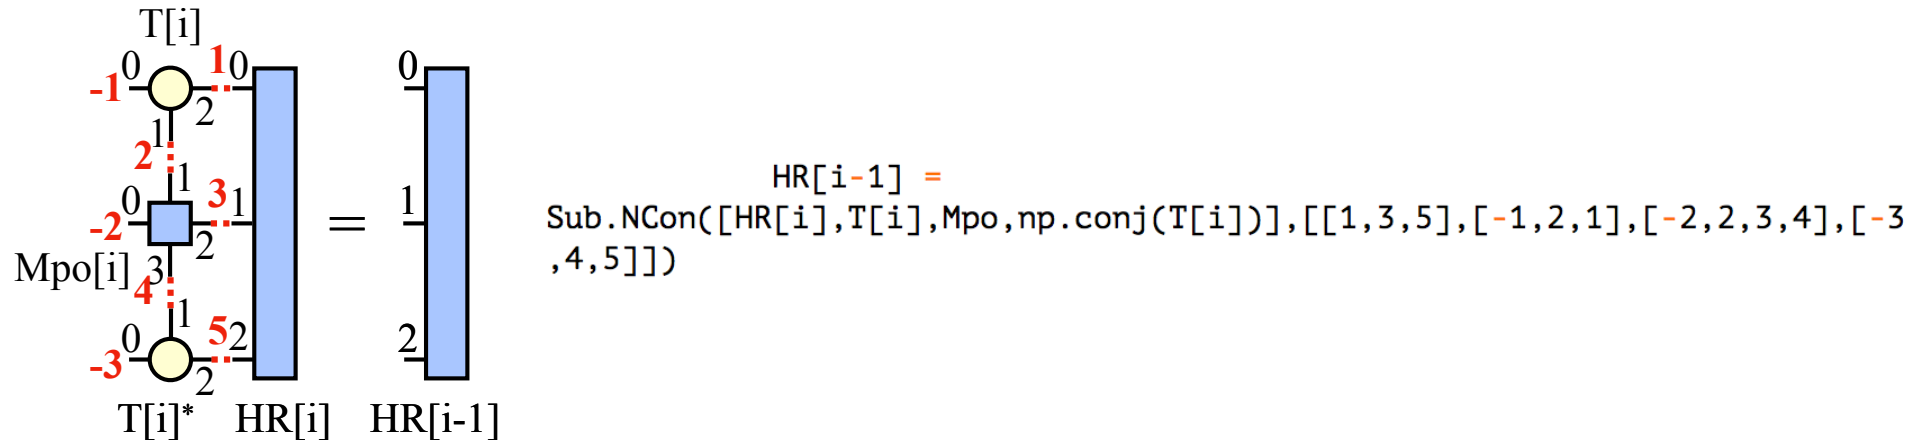 T[i]
0 1 0 0
-1 2
1
2
1
0 3 1 = 1
-2 2
Mpo[i] 3
4
1
0 5 2 2
-3 2
T[i]* HR[i] HR[i-1]
HR[i-1] =
Sub.NCon([HR[i],T[i],Mpo,np.conj(T[i])],[[1,3,5],[-1,2,1],[-2,2,3,4],[-3
,4,5]])